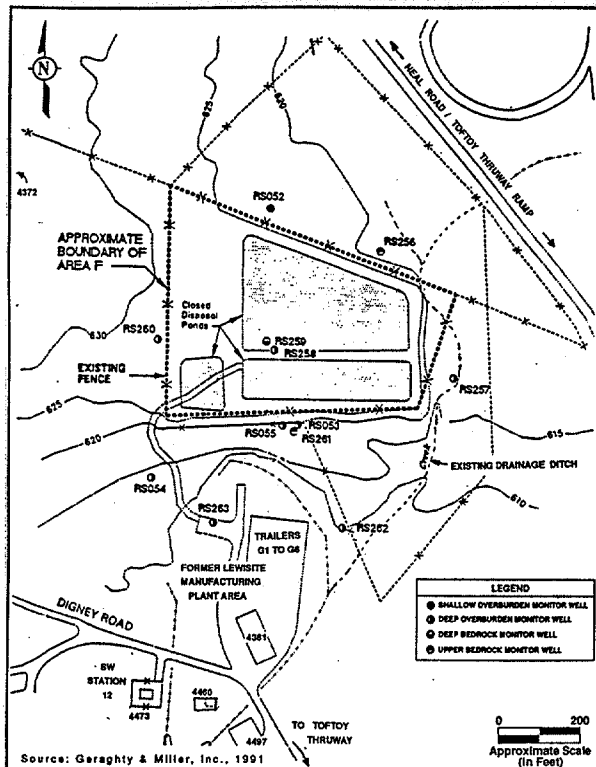 N
625
620
NEAL ROAD / TOFTOY THRUWAY RAMP
4372
RS052
RS256
APPROXIMATE
BOUNDARY OF
AREA F
Closed
Disposal
Ponds
630
RS260
RS259
RS258
EXISTING
FENCE
RS257
625
620
RS055
RS053
RS261
615
EXISTING DRAINAGE DITCH
RS054
610
RS263
RS262
TRAILERS
G1 TO G6
FORMER LEWISITE
MANUFACTURING
PLANT AREA
LEGEND
SHALLOW OVERBURDEN MONITOR WELL
DEEP OVERBURDEN MONITOR WELL
DEEP BEDROCK MONITOR WELL
UPPER BEDROCK MONITOR WELL
DIGNEY ROAD
4381
SW
STATION
12
4473
4460
4497
TO TOFTOY
THRUWAY
0 200
Approximate Scale
(In Feet)
Source: Geraghty & Miller, Inc., 1991